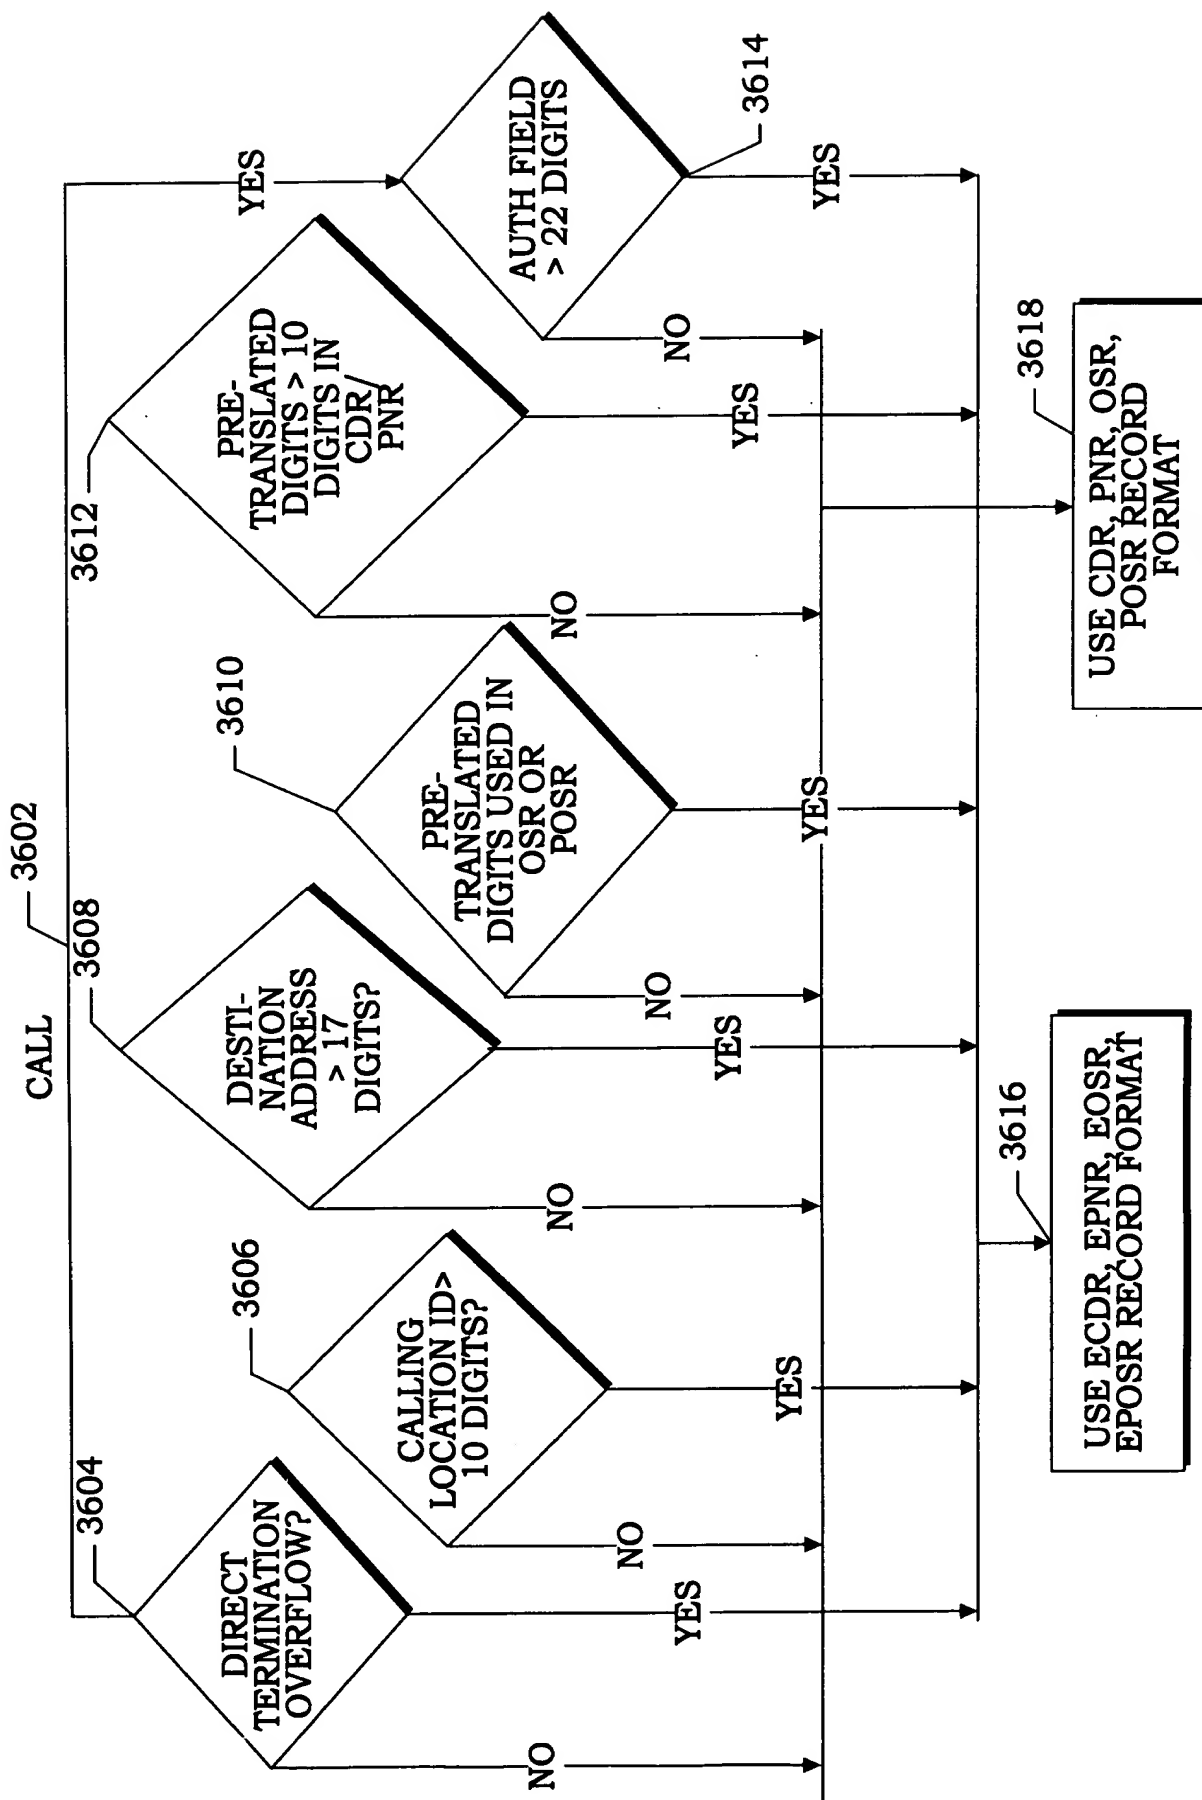 CALL
3602
3604
DIRECT
TERMINATION
OVERFLOW?
NO
YES
3606
CALLING
LOCATION ID>
10 DIGITS?
NO
YES
3608
DESTI-
NATION
ADDRESS
> 17
DIGITS?
NO
YES
3610
PRE-
TRANSLATED
DIGITS USED IN
OSR OR
POSR
NO
YES
3612
PRE-
TRANSLATED
DIGITS > 10
DIGITS IN
CDR/
PNR
NO
YES
YES
AUTH FIELD
> 22 DIGITS
3614
NO
YES
3616
USE ECDR, EPNR, EOSR,
EPOSR RECORD FORMAT
3618
USE CDR, PNR, OSR,
POSR RECORD
FORMAT